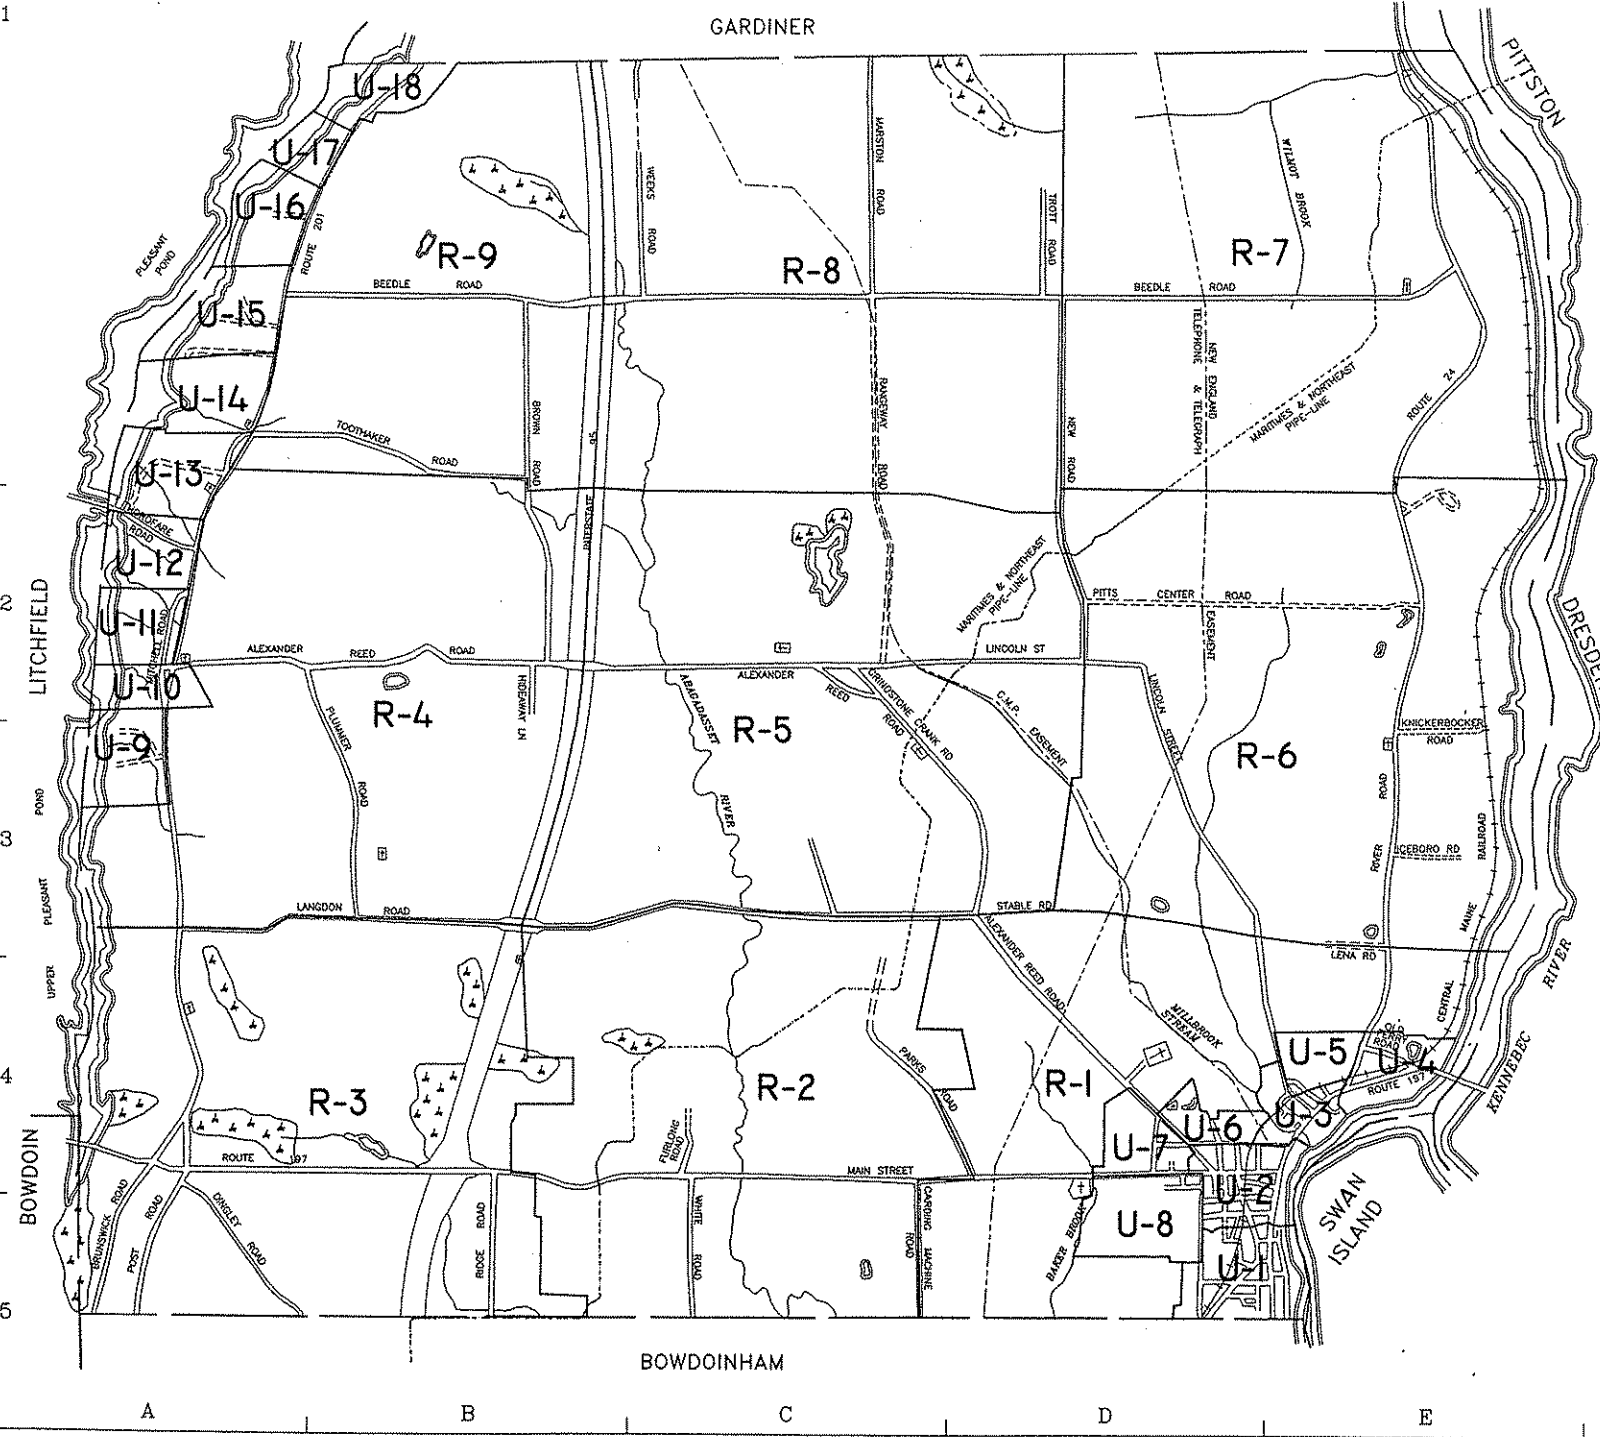 1
GARDINER
PITTSTON
U-18
U-17
U-16
ROUTE 201
PLEASANT
POND
U-15
U-14
U-13
THOROFARE
ROAD
U-12
U-11
MITCHELL ROAD
U-10
U-9
R-9
WEEKS ROAD
R-8
MARSTON ROAD
TROTT ROAD
WILMOT BROOK
R-7
BEEDLE ROAD
BEEDLE ROAD
TOOTHAKER
ROAD
BROWN ROAD
95
INTERSTATE
RANGEWAY ROAD
NEW ROAD
NEW ENGLAND
TELEPHONE & TELEGRAPH
EASEMENT
MARITIMES & NORTHEAST
PIPE-LINE
ROUTE 24
MARITIMES & NORTHEAST
PIPE-LINE
2
LITCHFIELD
DRESDEN
PITTS CENTER ROAD
ALEXANDER REED ROAD
LINCOLN ST
ALEXANDER
REED
ROAD
HIDEAWAY LN
R-4
PLUMMER
ROAD
ABAGADASSET
RIVER
R-5
GRINDSTONE CRANK RD
C.M.P.
EASEMENT
LINCOLN
STREET
R-6
KNICKERBOCKER
ROAD
RIVER ROAD
ICEBORO RD
MAINE
CENTRAL
RAILROAD
3
UPPER PLEASANT POND
LANGDON ROAD
STABLE RD
ALEXANDER REED ROAD
LENA RD
KENNEBEC
RIVER
MILLBROOK
STREAM
U-5
U-4
ROUTE 197
U-3
4
R-3
R-2
PARKS
ROAD
R-1
U-6
U-7
U-2
FURLONG
ROAD
ROUTE 197
MAIN STREET
BOWDOIN
BRUNSWICK ROAD
POST ROAD
DINGLEY
ROAD
RIDGE ROAD
WHITE ROAD
CARDING MACHINE
ROAD
BAKER BROOK
U-8
U-1
SWAN
ISLAND
5
BOWDOINHAM
A
B
C
D
E